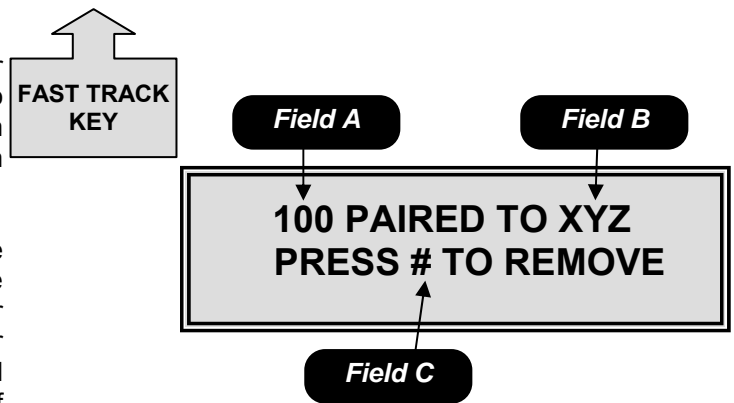 FAST TRACK
KEY
Field A
Field B
100 PAIRED TO XYZ
PRESS # TO REMOVE
Field C